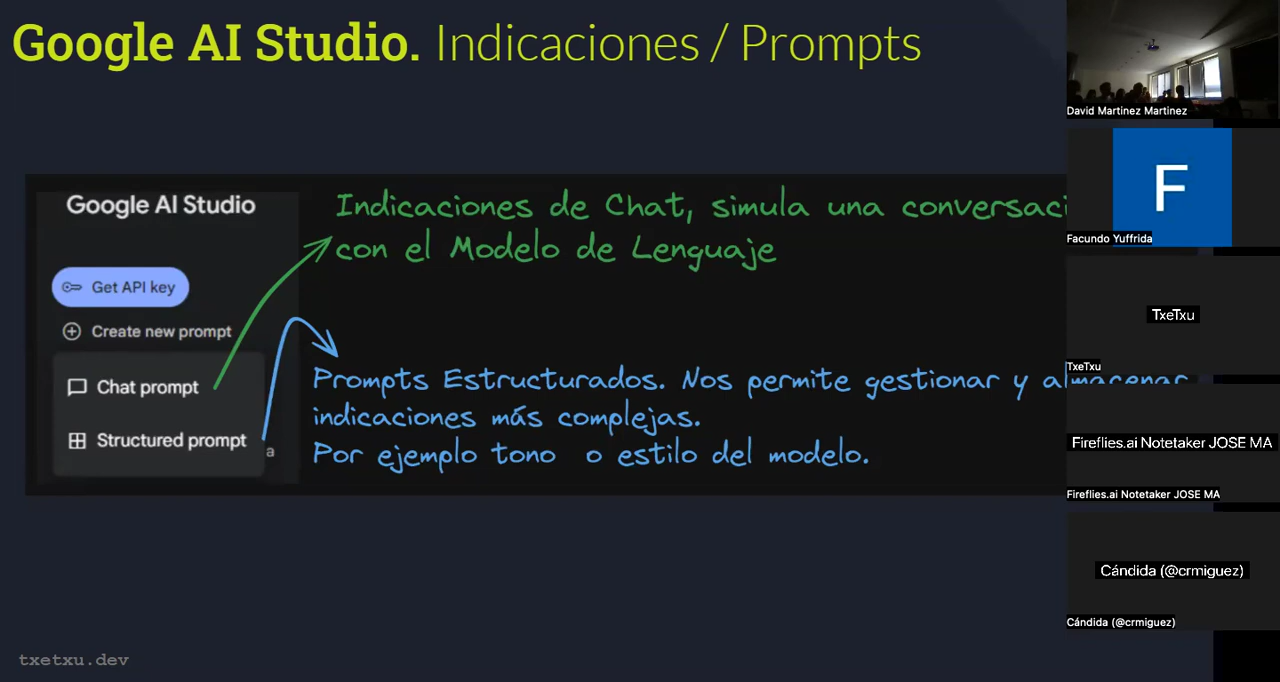 Google AI Studio. Indicaciones / Prompts
Google AI Studio
Get API key
Create new prompt
Chat prompt
Structured prompt
a
Indicaciones de Chat, simula una conversaci
con el Modelo de Lenguaje
Prompts Estructurados. Nos permite gestionar y almacenar
indicaciones más complejas.
Por ejemplo tono o estilo del modelo.
txetxu.dev
David Martinez Martinez
F
Facundo Yuffrida
TxeTxu
TxeTxu
Fireflies.ai Notetaker JOSE MA
Fireflies.ai Notetaker JOSE MA
Cándida (@crmiguez)
Cándida (@crmiguez)